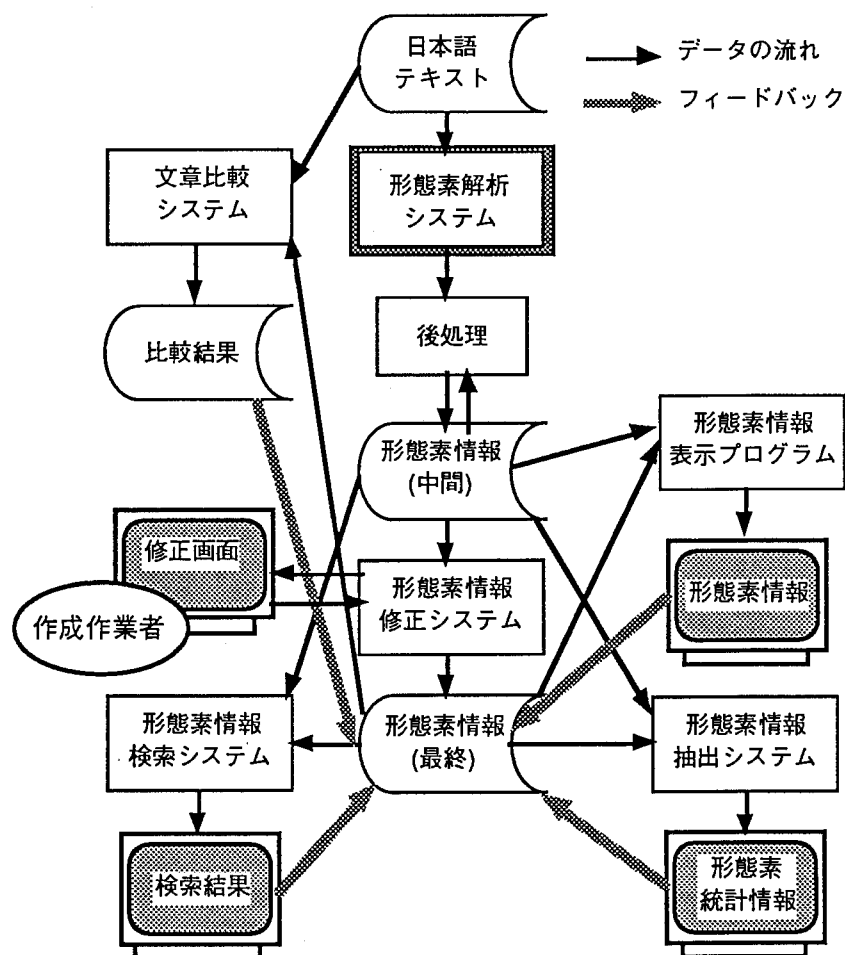 日本語
テキスト
データの流れ
フィードバック
文章比較
システム
形態素解析
システム
後処理
比較結果
形態素情報
(中間)
形態素情報
表示プログラム
修正画面
形態素情報
修正システム
形態素情報
作成作業者
形態素情報
検索システム
形態素情報
(最終)
形態素情報
抽出システム
検索結果
形態素
統計情報